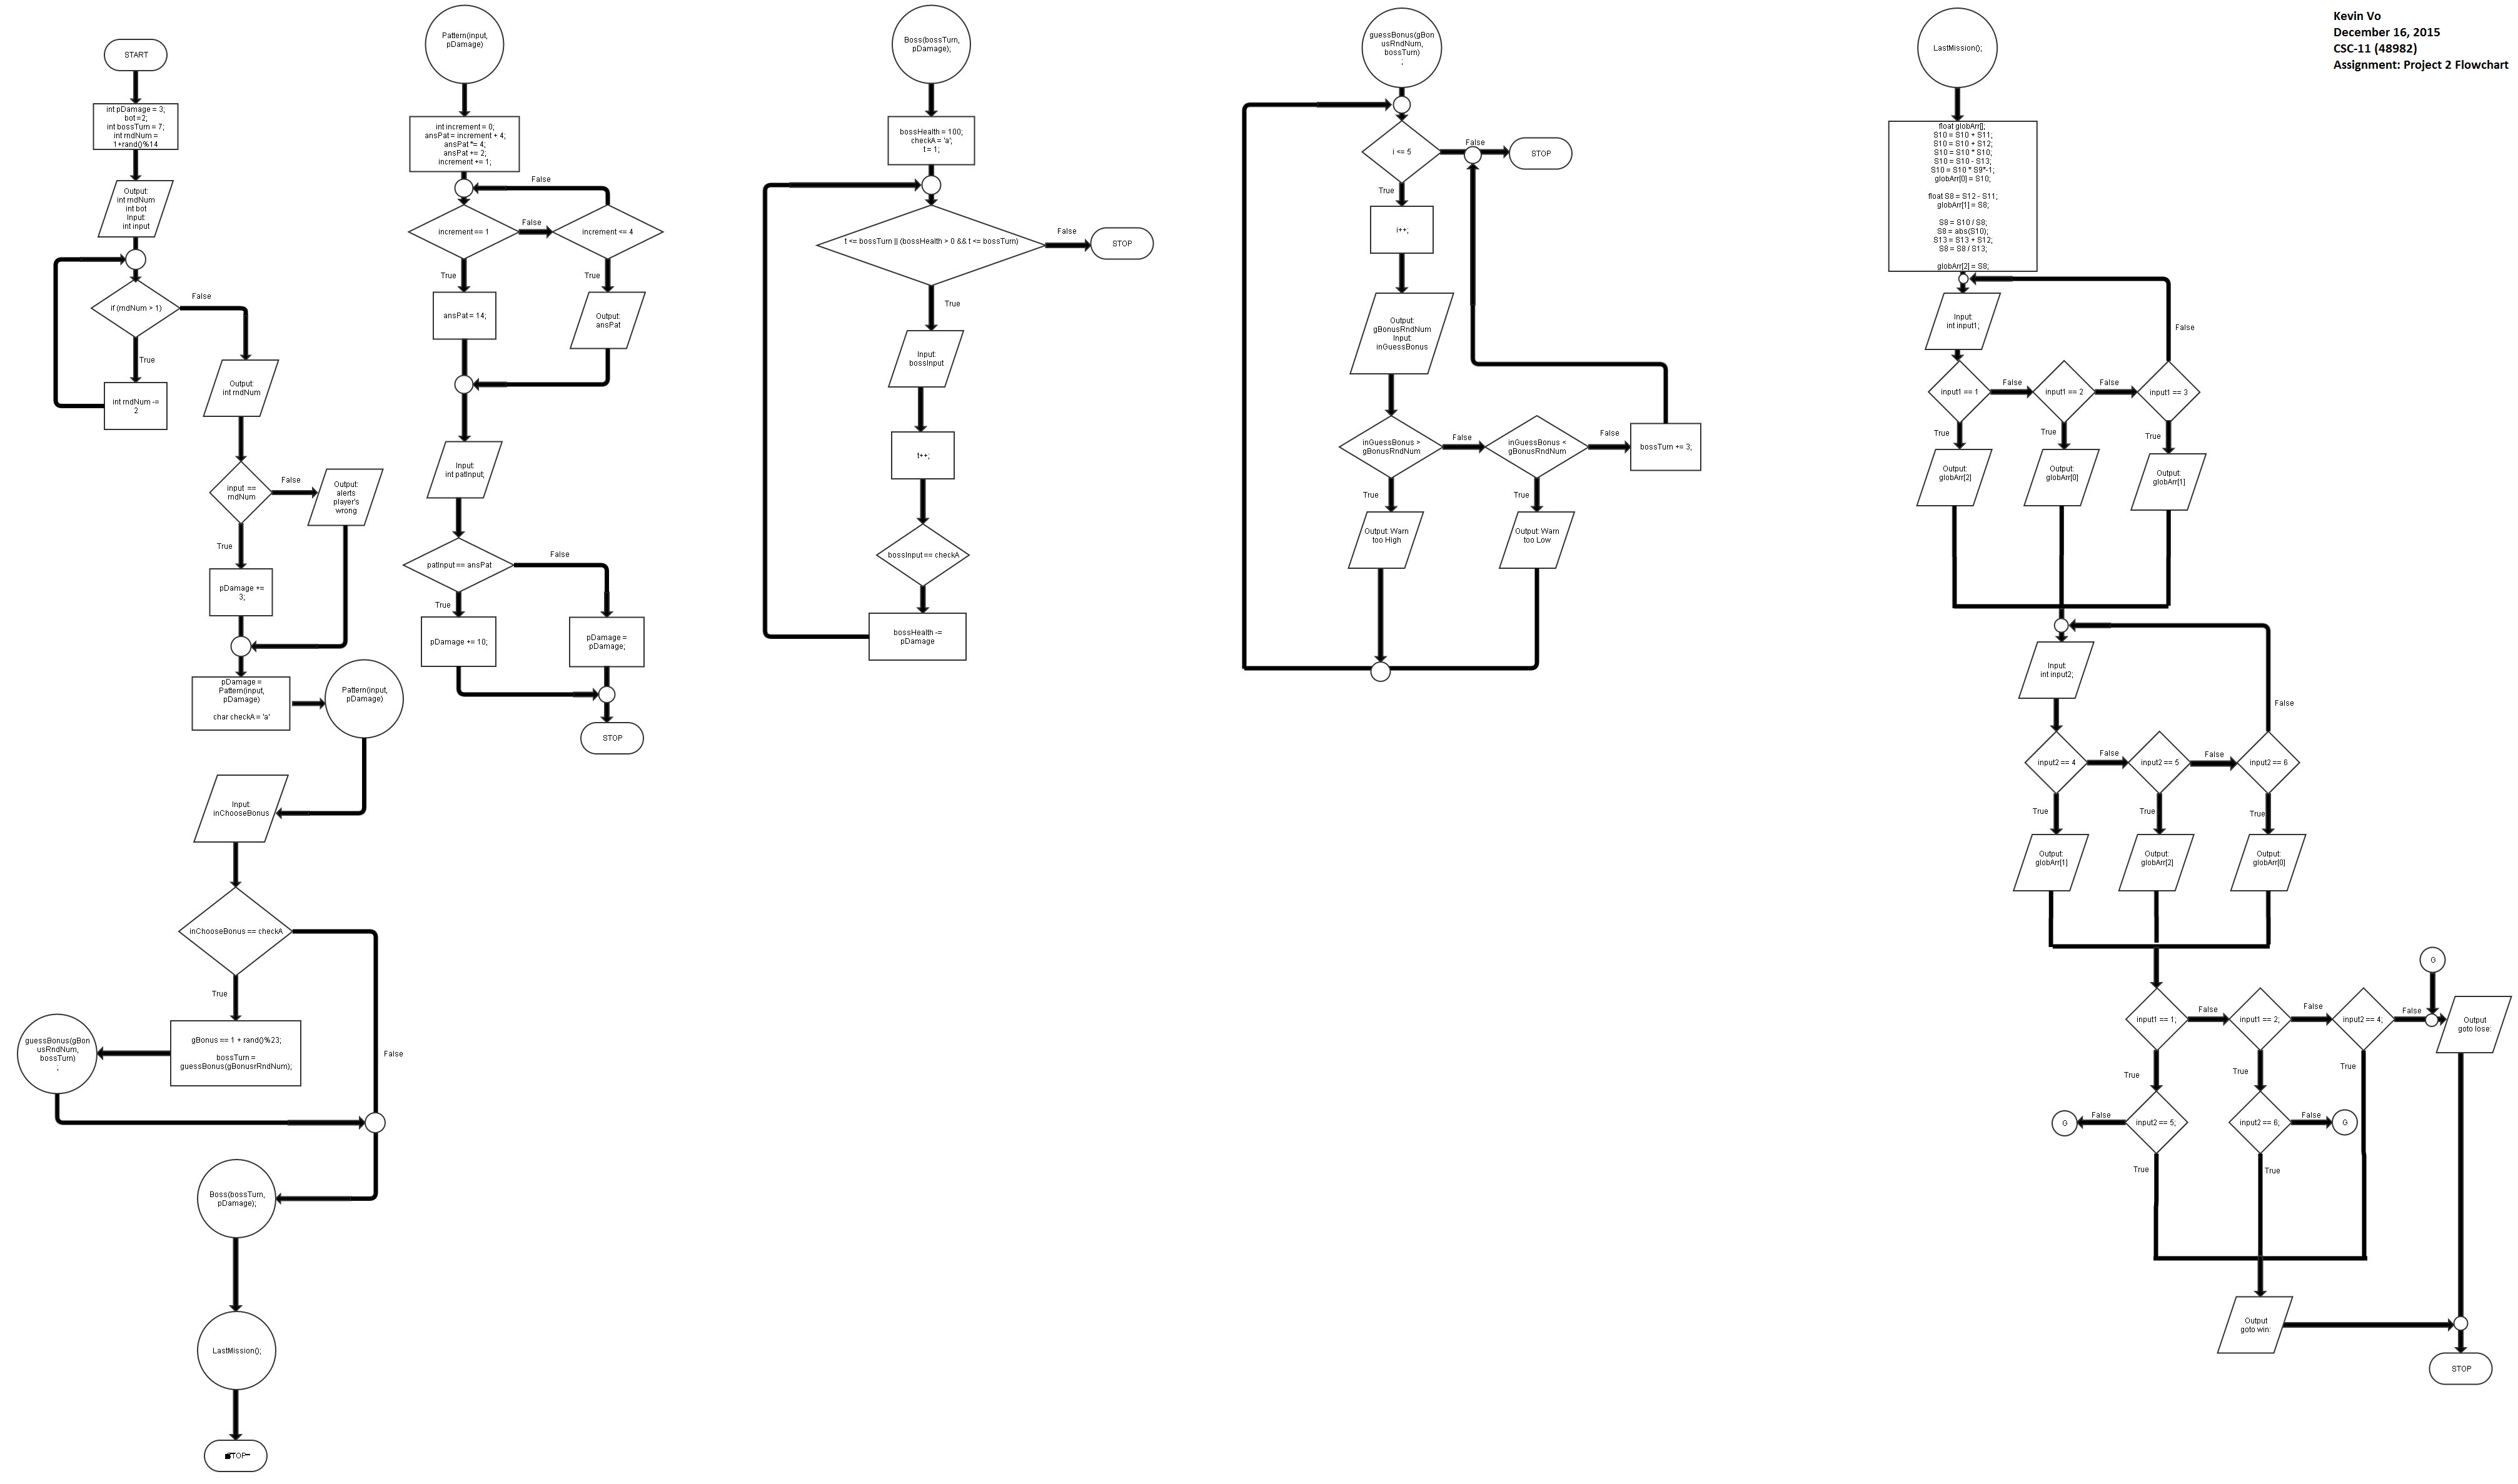 Kevin Vo
December 16, 2015
CSC-11 (48982)
Assignment: Project 2 Flowchart
START
int pDamage = 3;
bot =2;
int bossTurn = 7;
int rndNum =
1+rand()%14
Output:
int rndNum
int bot
Input:
int input
if (rndNum > 1)
False
True
int rndNum -=
2
Output:
int rndNum
input ==
rndNum
False
Output:
alerts
player's
wrong
True
pDamage +=
3;
pDamage =
Pattern(input,
pDamage)
char checkA = 'a'
Pattern(input,
pDamage)
Input:
inChooseBonus
inChooseBonus == checkA
True
False
gBonus == 1 + rand()%23;
bossTurn =
guessBonus(gBonusrRndNum);
guessBonus(gBon
usRndNum,
bossTurn)
;
Boss(bossTurn,
pDamage);
LastMission();
STOP
Pattern(input,
pDamage)
int increment = 0;
ansPat = increment + 4;
ansPat *= 4;
ansPat += 2;
increment += 1;
False
increment == 1
False
increment <= 4
True
True
ansPat = 14;
Output:
ansPat
Input:
int patInput;
patInput == ansPat
False
True
pDamage += 10;
pDamage =
pDamage;
STOP
Boss(bossTurn,
pDamage);
bossHealth = 100;
checkA = 'a';
t = 1;
t <= bossTurn || (bossHealth > 0 && t <= bossTurn)
False
STOP
True
Input:
bossInput
t++;
bossInput == checkA
bossHealth -=
pDamage
guessBonus(gBon
usRndNum,
bossTurn)
;
i <= 5
False
STOP
True
i++;
Output:
gBonusRndNum
Input:
inGuessBonus
inGuessBonus >
gBonusRndNum
False
inGuessBonus <
gBonusRndNum
False
bossTurn += 3;
True
True
Output: Warn
too High
Output: Warn
too Low
LastMission();
float globArr[];
S10 = S10 + S11;
S10 = S10 + S12;
S10 = S10 * S10;
S10 = S10 - S13;
S10 = S10 * S9*-1;
globArr[0] = S10;
float S8 = S12 - S11;
globArr[1] = S8;
S8 = S10 / S8;
S8 = abs(S10);
S13 = S13 + S12;
S8 = S8 / S13;
globArr[2] = S8;
Input:
int input1;
False
input1 == 1
False
input1 == 2
False
input1 == 3
True
True
True
Output:
globArr[2]
Output:
globArr[0]
Output:
globArr[1]
Input:
int input2;
False
input2 == 4
False
input2 == 5
False
input2 == 6
True
True
True
Output:
globArr[1]
Output:
globArr[2]
Output:
globArr[0]
G
input1 == 1;
False
input1 == 2;
False
input2 == 4;
False
Output
goto lose:
True
True
True
G
False
input2 == 5;
input2 == 6;
False
G
True
True
Output
goto win:
STOP